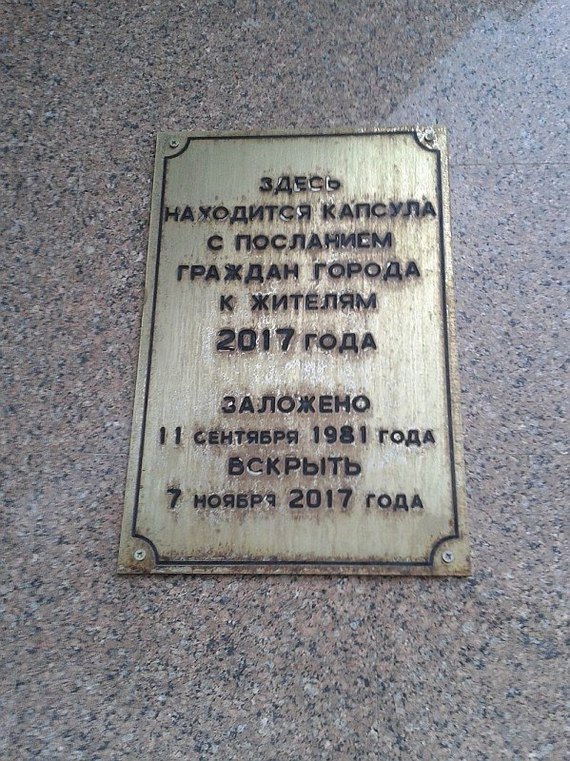 ЗДЕСЬ
НАХОДИТСЯ КАПСУЛА
С ПОСЛАНИЕМ
ГРАЖДАН ГОРОДА
К ЖИТЕЛЯМ
2017 ГОДА
ЗАЛОЖЕНО
11 СЕНТЯБРЯ 1981 ГОДА
ВСКРЫТЬ
7 НОЯБРЯ 2017 ГОДА